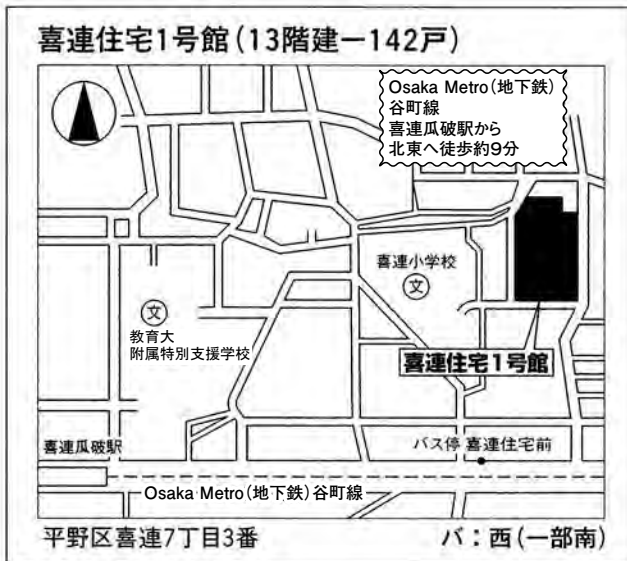 喜連住宅1号館(13階建ー142戸)
Osaka Metro(地下鉄)
谷町線
喜連瓜破駅から
北東へ徒歩約9分
喜連小学校
文
文
教育大
附属特別支援学校
喜連住宅1号館
喜連瓜破駅
バス停 喜連住宅前
Osaka Metro(地下鉄)谷町線
平野区喜連7丁目3番
バ:西(一部南)